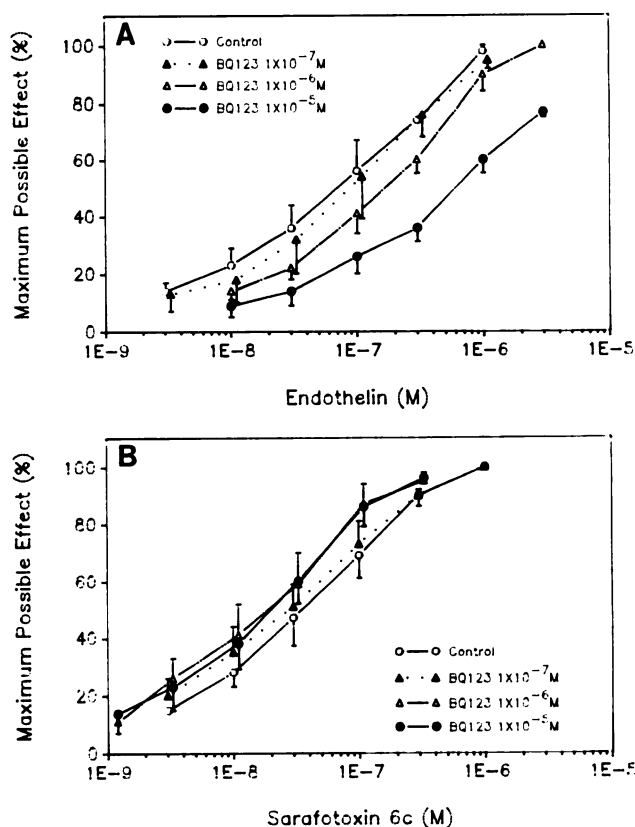 A
Control
BQ123 1X10⁻⁷M
BQ123 1X10⁻⁶M
BQ123 1X10⁻⁵M
Maximum Possible Effect (%)
100
80
60
40
20
0
1E-9
1E-8
1E-7
1E-6
1E-5
Endothelin (M)
B
Maximum Possible Effect (%)
100
80
60
40
20
0
Control
BQ123 1X10⁻⁷M
BQ123 1X10⁻⁶M
BQ123 1X10⁻⁵M
1E-9
1E-8
1E-7
1E-6
1E-5
Sarafotoxin 6c (M)